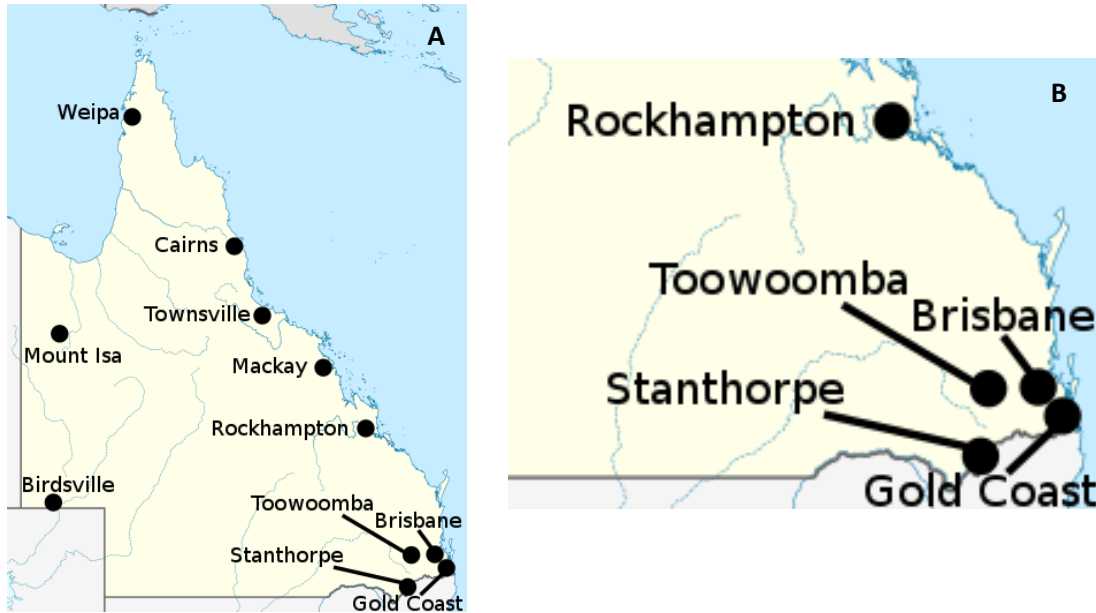 A
Weipa
Cairns
Townsville
Mount Isa
Mackay
Rockhampton
Birdsville
Toowoomba
Brisbane
Stanthorpe
Gold Coast
B
Rockhampton
Toowoomba
Brisbane
Stanthorpe
Gold Coast